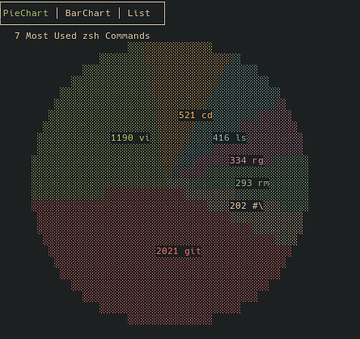 PieChart | BarChart | List
7 Most Used zsh Commands
521 cd
1190 vi
416 ls
334 rg
293 rm
202 #\
2021 git